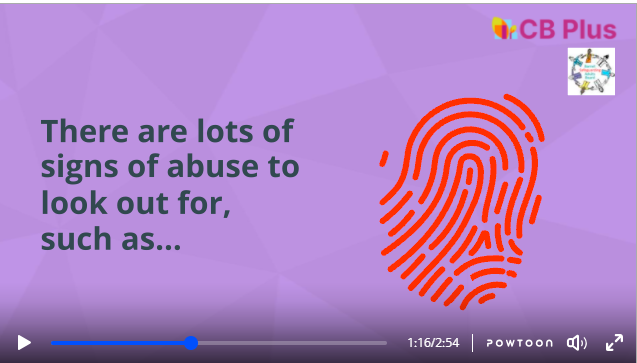 CB Plus
There are lots of
signs of abuse to
look out for,
such as...
1:16/2:54
POWTOON